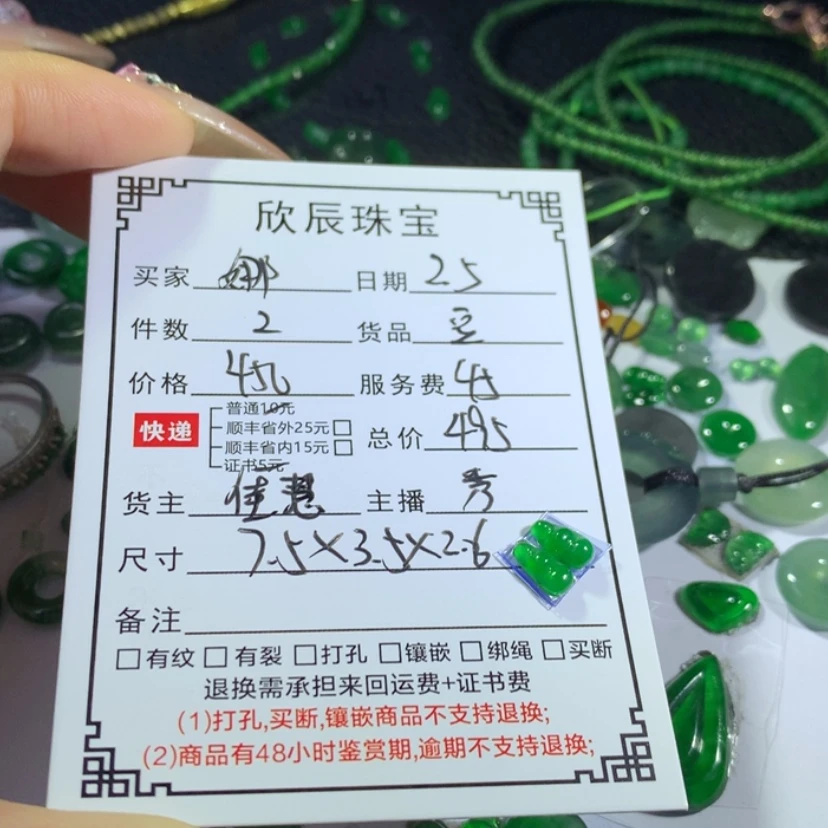 欣辰珠宝
买家 娜 日期 2.5
件数 2 货品 豆
价格 450 服务费 45
快递
普通10元
顺丰省外25元□
顺丰省内15元□
证书5元
总价 495
货主 佳慧 主播 秀
尺寸 7.5×3.5×2.6
备注
□有纹 □有裂 □打孔 □镶嵌 □绑绳 □买断
退换需承担来回运费+证书费
(1)打孔,买断,镶嵌商品不支持退换;
(2)商品有48小时鉴赏期,逾期不支持退换;